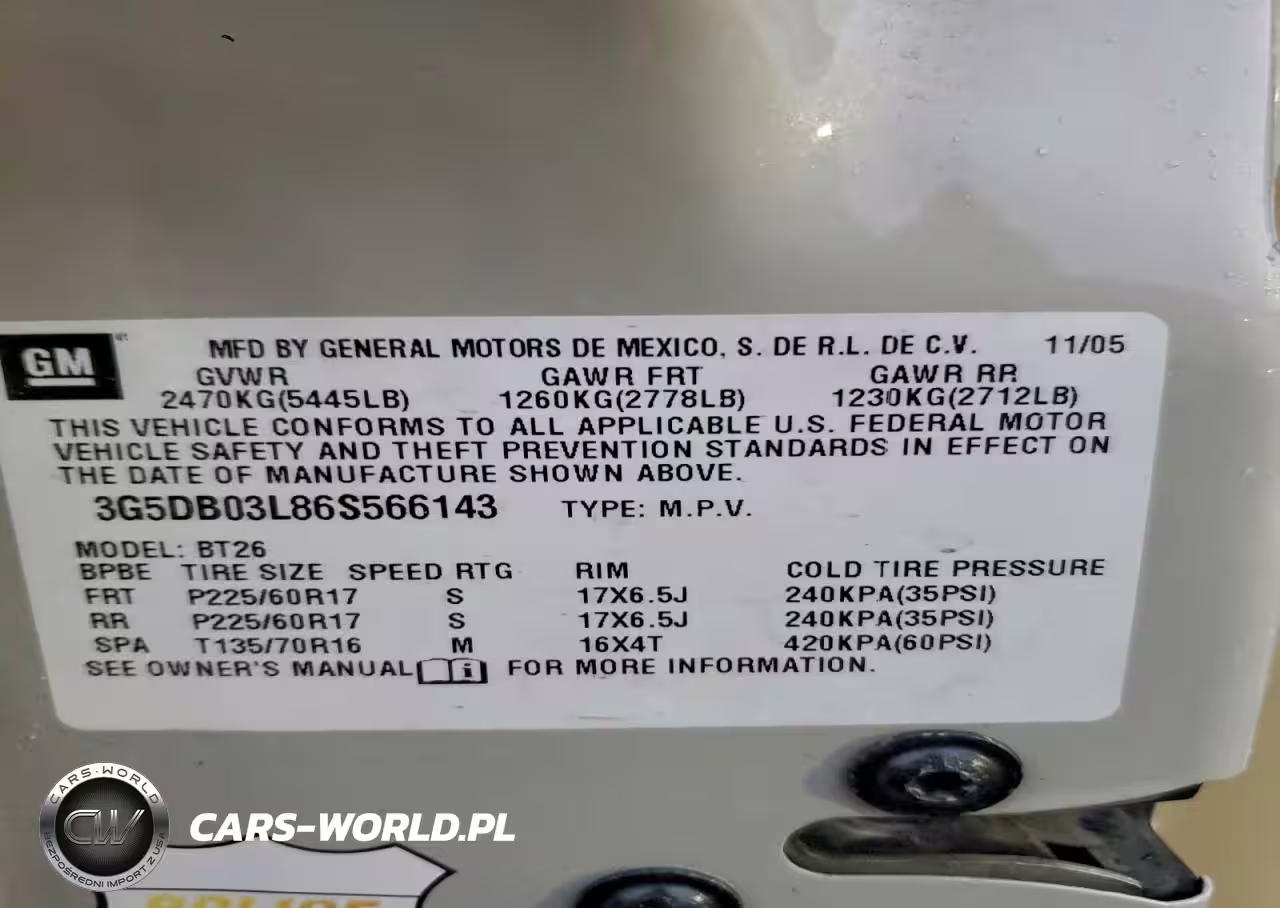 GM
MFD BY GENERAL MOTORS DE MEXICO, S. DE R.L. DE C.V. 11/05
GVWR GAWR FRT GAWR RR
2470KG(5445LB) 1260KG(2778LB) 1230KG(2712LB)
THIS VEHICLE CONFORMS TO ALL APPLICABLE U.S. FEDERAL MOTOR
VEHICLE SAFETY AND THEFT PREVENTION STANDARDS IN EFFECT ON
THE DATE OF MANUFACTURE SHOWN ABOVE.
3G5DB03L86S566143 TYPE: M.P.V.
MODEL: BT26
BPBE TIRE SIZE SPEED RTG RIM COLD TIRE PRESSURE
FRT P225/60R17 S 17X6.5J 240KPA(35PSI)
RR P225/60R17 S 17X6.5J 240KPA(35PSI)
SPA T135/70R16 M 16X4T 420KPA(60PSI)
SEE OWNER'S MANUAL i FOR MORE INFORMATION.
CARS-WORLD
CW
BEZPOŚREDNI IMPORT Z USA
CARS-WORLD.PL
POLICE